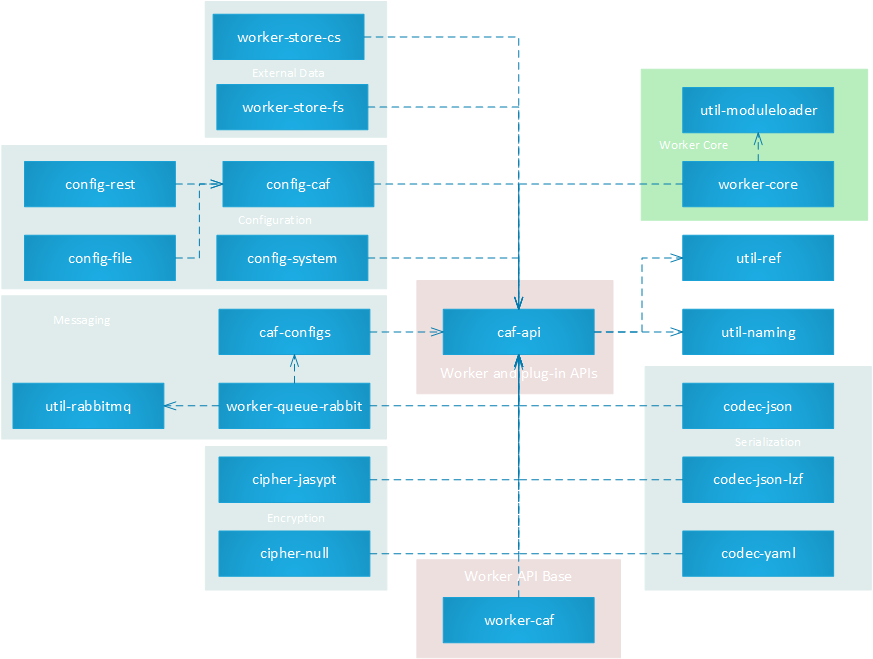 worker-store-cs
External Data
worker-store-fs
util-moduleloader
Worker Core
worker-core
config-rest
config-caf
Configuration
config-file
config-system
util-ref
Messaging
caf-configs
caf-api
Worker and plug-in APIs
util-naming
util-rabbitmq
worker-queue-rabbit
codec-json
Serialization
cipher-jasypt
codec-json-lzf
Encryption
cipher-null
codec-yaml
Worker API Base
worker-caf